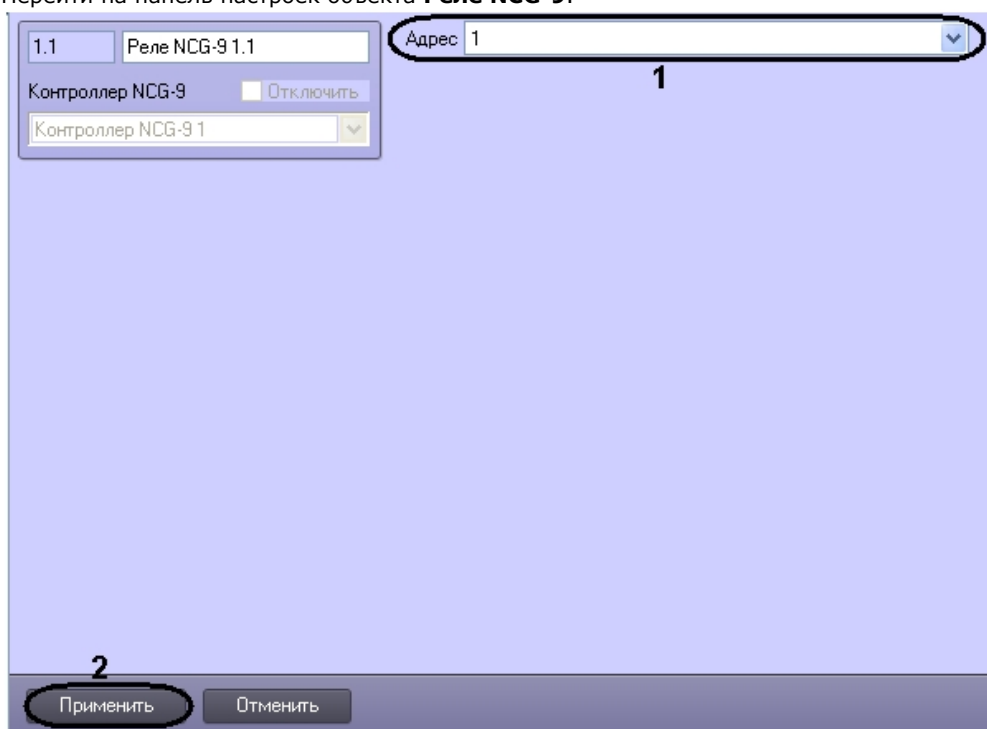 Перейти на панель настроек объекта Реле NCG-9.
1.1
Реле NCG-9 1.1
Адрес 1
1
Контроллер NCG-9
Отключить
Контроллер NCG-9 1
2
Применить
Отменить